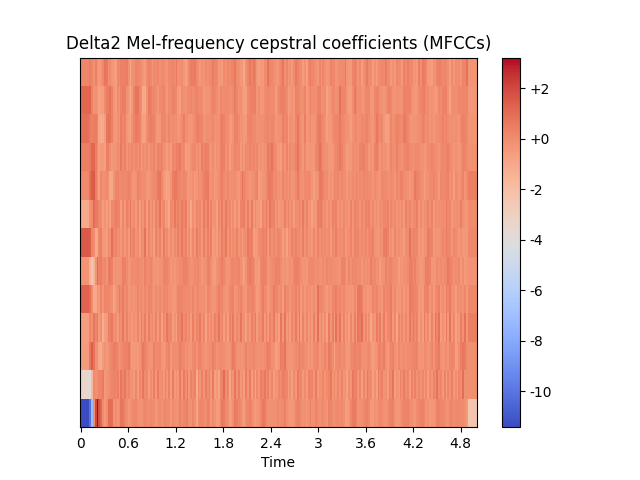 Delta2 Mel-frequency cepstral coefficients (MFCCs)
+2
+0
-2
-4
-6
-8
-10
0 0.6 1.2 1.8 2.4 3 3.6 4.2 4.8
Time